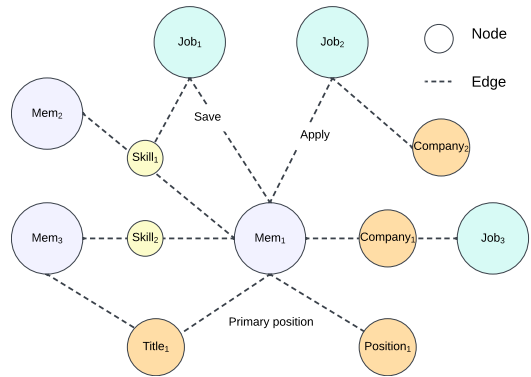 Job₁
Job₂
Node
Edge
Mem₂
Save
Apply
Company₂
Skill₁
Mem₃
Skill₂
Mem₁
Company₁
Job₃
Primary position
Title₁
Position₁